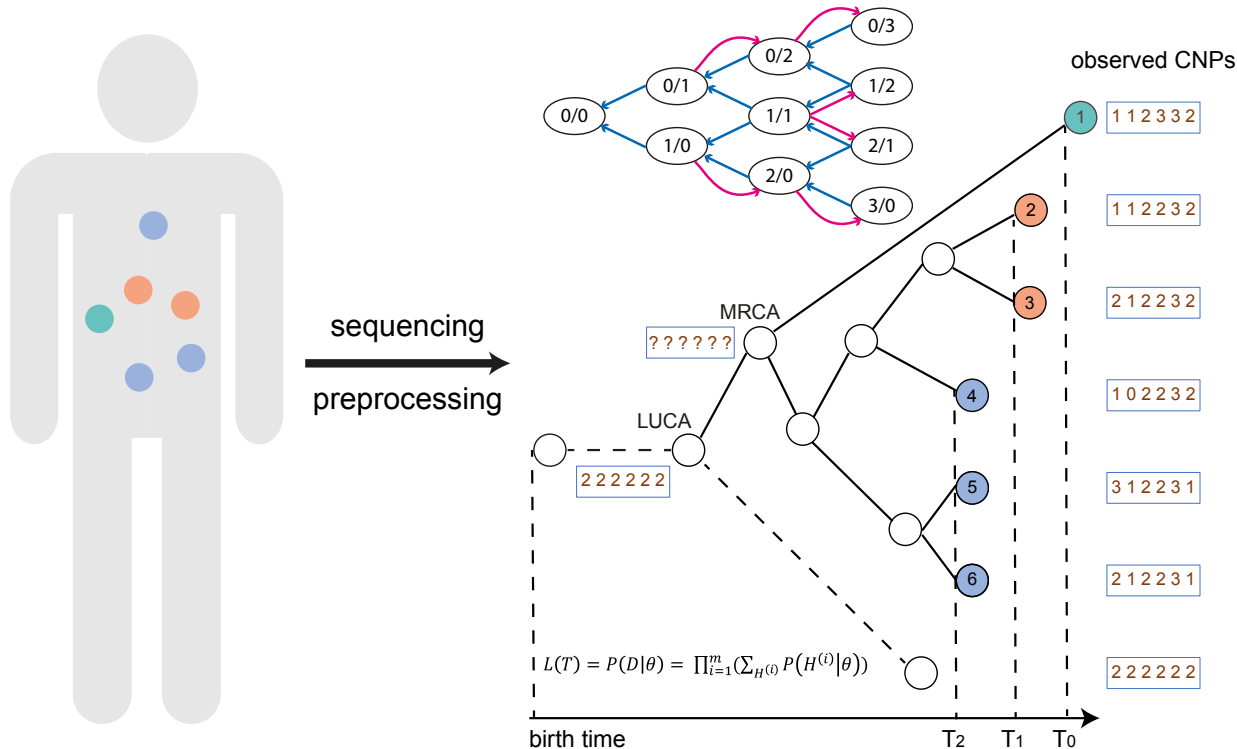 0/3
0/2
observed CNPs
0/1
1/2
0/0
1/1
1
1 1 2 3 3 2
1/0
2/1
2/0
3/0
2
1 1 2 2 3 2
3
2 1 2 2 3 2
MRCA
sequencing
? ? ? ? ? ?
preprocessing
4
1 0 2 2 3 2
LUCA
2 2 2 2 2 2
5
3 1 2 2 3 1
6
2 1 2 2 3 1
L(T) = P(D|θ) = ∏ᵢ₌₁ᵐ(∑_H⁽ⁱ⁾ P(H⁽ⁱ⁾|θ))
2 2 2 2 2 2
birth time
T₂
T₁
T₀